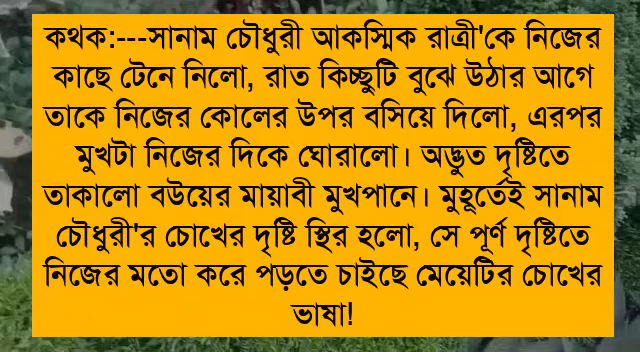 কথক:---সানাম চৌধুরী আকস্মিক রাত্রী'কে নিজের
কাছে টেনে নিলো, রাত কিচ্ছুটি বুঝে উঠার আগে
তাকে নিজের কোলের উপর বসিয়ে দিলো, এরপর
মুখটা নিজের দিকে ঘোরালো। অদ্ভুত দৃষ্টিতে
তাকালো বউয়ের মায়াবী মুখপানে। মুহূর্তেই সানাম
চৌধুরী'র চোখের দৃষ্টি স্থির হলো, সে পূর্ণ দৃষ্টিতে
নিজের মতো করে পড়তে চাইছে মেয়েটির চোখের
ভাষা!